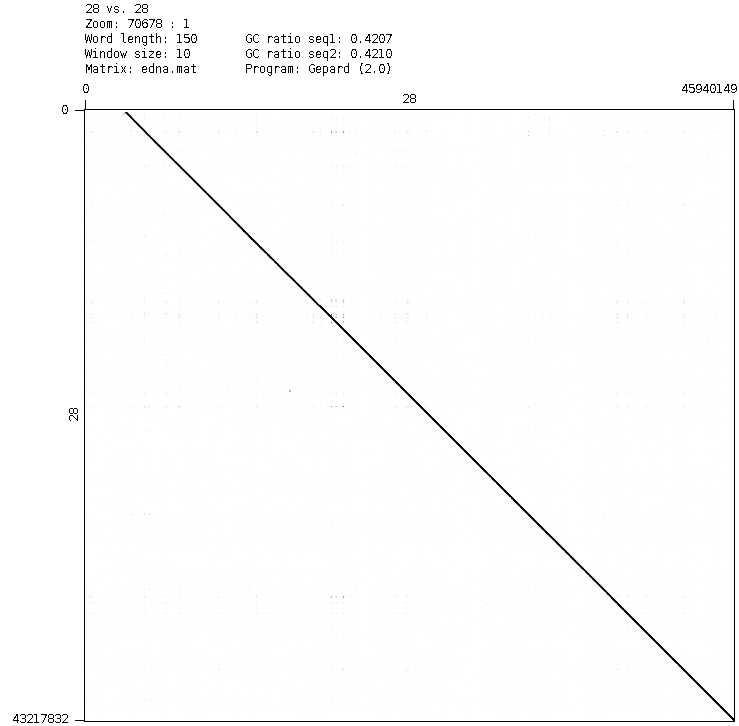 28 vs. 28
Zoom: 70678 : 1
Word length: 150 GC ratio seq1: 0.4207
Window size: 10 GC ratio seq2: 0.4210
Matrix: edna.mat Program: Gepard (2.0)
0 28 45940149
0
28
43217832